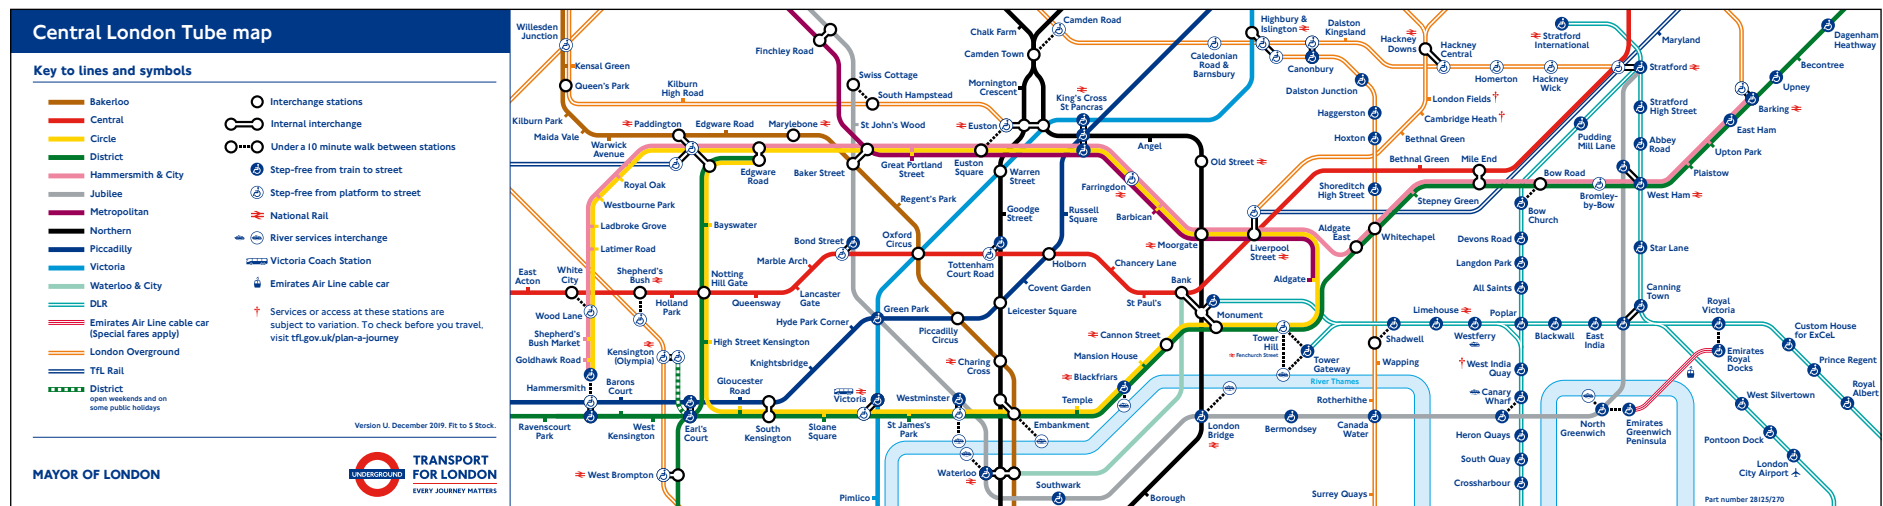 Central London Tube map
Key to lines and symbols
Bakerloo
Central
Circle
District
Hammersmith & City
Jubilee
Metropolitan
Northern
Piccadilly
Victoria
Waterloo & City
DLR
Emirates Air Line cable car
(Special fares apply)
London Overground
TfL Rail
District
open weekends and on
some public holidays
Interchange stations
Internal interchange
Under a 10 minute walk between stations
Step-free from train to street
Step-free from platform to street
National Rail
River services interchange
Victoria Coach Station
Emirates Air Line cable car
† Services or access at these stations are
subject to variation. To check before you travel,
visit tfl.gov.uk/plan-a-journey
Version U. December 2019. Fit to S Stock.
MAYOR OF LONDON
UNDERGROUND
TRANSPORT
FOR LONDON
EVERY JOURNEY MATTERS
Willesden
Junction
Kensal Green
Queen's Park
Kilburn
High Road
Kilburn Park
Maida Vale
Warwick
Avenue
Paddington
Edgware Road
Marylebone
Royal Oak
Westbourne Park
Ladbroke Grove
Latimer Road
East
Acton
White
City
Shepherd's
Bush
Wood Lane
Shepherd's
Bush Market
Goldhawk Road
Hammersmith
Ravenscourt
Park
Barons
Court
West
Kensington
Kensington
(Olympia)
Earl's
Court
West Brompton
Holland
Park
Notting
Hill Gate
Bayswater
High Street Kensington
Queensway
Lancaster
Gate
Marble Arch
Bond Street
Edgware
Road
Baker Street
Finchley Road
Swiss Cottage
South Hampstead
St John's Wood
Great Portland
Street
Regent's Park
Oxford
Circus
Hyde Park Corner
Knightsbridge
Gloucester
Road
South
Kensington
Sloane
Square
Victoria
St James's
Park
Pimlico
Green Park
Westminster
Waterloo
Southwark
Piccadilly
Circus
Charing
Cross
Embankment
Leicester Square
Covent Garden
Holborn
Tottenham
Court Road
Goodge
Street
Warren
Street
Euston
Square
Euston
Mornington
Crescent
Camden Town
Chalk Farm
Camden Road
King's Cross
St Pancras
Russell
Square
Farringdon
Barbican
Moorgate
Chancery Lane
St Paul's
Bank
Monument
Cannon Street
Mansion House
Blackfriars
Temple
London
Bridge
Borough
Angel
Old Street
Caledonian
Road &
Barnsbury
Highbury &
Islington
Canonbury
Dalston
Kingsland
Dalston Junction
Haggerston
Hoxton
Shoreditch
High Street
Liverpool
Street
Aldgate
East
Aldgate
Whitechapel
Tower
Hill
Fenchurch Street
Tower
Gateway
River Thames
Bermondsey
Canada
Water
Rotherhithe
Wapping
Shadwell
Surrey Quays
Hackney
Downs
Hackney
Central
London Fields †
Cambridge Heath †
Bethnal Green
Bethnal Green
Mile End
Stepney Green
Homerton
Hackney
Wick
Stratford
International
Maryland
Stratford
Stratford
High Street
Abbey
Road
Pudding
Mill Lane
Bow Road
Bow
Church
Bromley-
by-Bow
West Ham
Plaistow
Upton Park
East Ham
Barking
Upney
Becontree
Dagenham
Heathway
Devons Road
Langdon Park
All Saints
Poplar
Limehouse
Westferry
Blackwall
East
India
Canning
Town
Star Lane
† West India
Quay
Canary
Wharf
Heron Quays
South Quay
Crossharbour
North
Greenwich
Emirates
Greenwich
Peninsula
Royal
Victoria
Emirates
Royal
Docks
Custom House
for ExCeL
Prince Regent
Royal
Albert
West Silvertown
Pontoon Dock
London
City Airport
Part number 28125/270